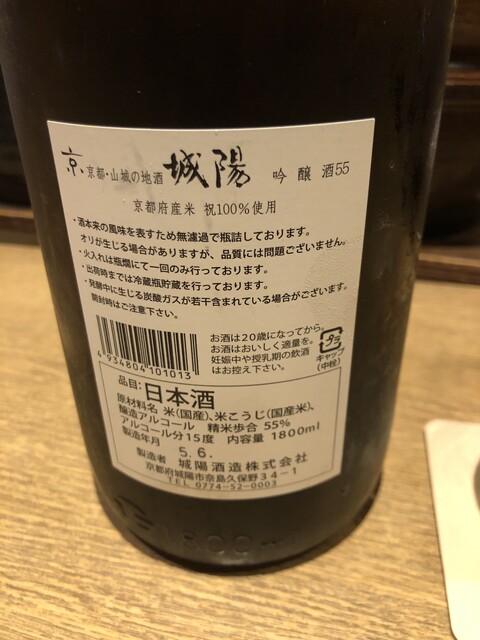 京 京都・山城の地酒 城陽 吟醸 酒55
京都府産米 祝100%使用
・酒本来の風味を表すため無濾過で瓶詰しております。
オリが生じる場合がありますが、品質には問題ございません。
・火入れは瓶燗にて一回のみ行っております。
・出荷時までは冷蔵瓶貯蔵を行っております。
・発酵中に生じる炭酸ガスが若干含まれている場合がございます。
開封時はご注意下さい。
4934804101013
お酒は20歳になってから。
お酒はおいしく適量を。
妊娠中や授乳期の飲酒
はお控え下さい。
プラ
キャップ
(中栓)
品目: 日本酒
原材料名 米(国産)、米こうじ(国産米)、
醸造アルコール 精米歩合 55%
アルコール分15度 内容量 1800ml
製造年月 5. 6.
製造者 城陽酒造株式会社
京都府城陽市奈島久保野34-1
TEL 0774-52-0003